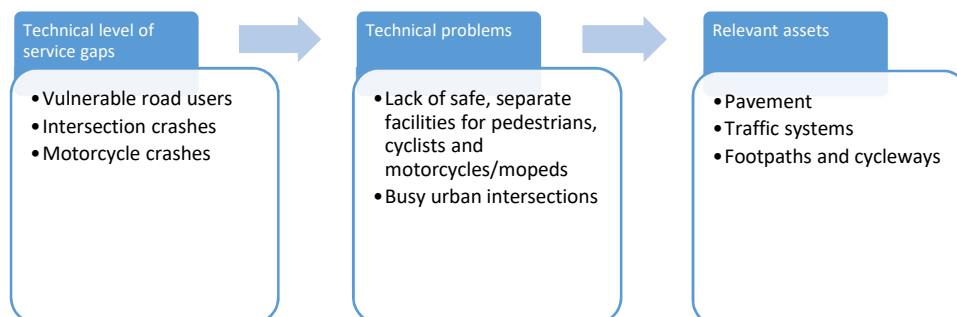 Technical level of
service gaps
•Vulnerable road users
•Intersection crashes
•Motorcycle crashes
Technical problems
•Lack of safe, separate
facilities for pedestrians,
cyclists and
motorcycles/mopeds
•Busy urban intersections
Relevant assets
•Pavement
•Traffic systems
•Footpaths and cycleways